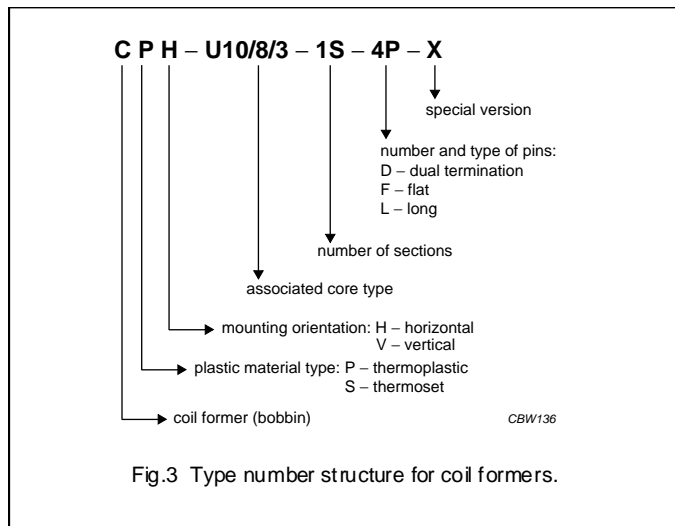 C P H – U10/8/3 – 1S – 4P – X
special version
number and type of pins:
D – dual termination
F – flat
L – long
number of sections
associated core type
mounting orientation: H – horizontal
V – vertical
plastic material type: P – thermoplastic
S – thermoset
coil former (bobbin)
CBW136
Fig.3 Type number structure for coil formers.